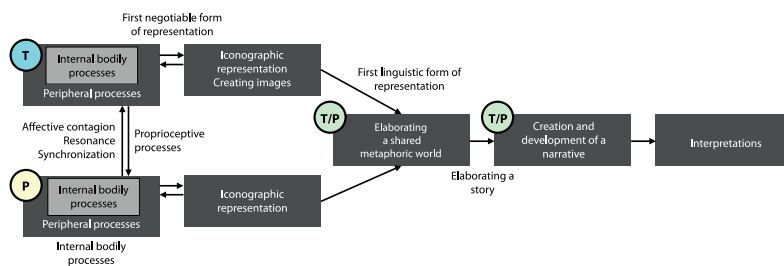 First negotiable form
of representation
T
Internal bodily
processes
Peripheral processes
Iconographic
representation
Creating images
First linguistic form of
representation
Affective contagion
Resonance
Synchronization
Proprioceptive
processes
T/P
Elaborating
a shared
metaphoric world
T/P
Creation and
development of a
narrative
Interpretations
Elaborating a
story
P
Internal bodily
processes
Peripheral processes
Iconographic
representation
Internal bodily
processes